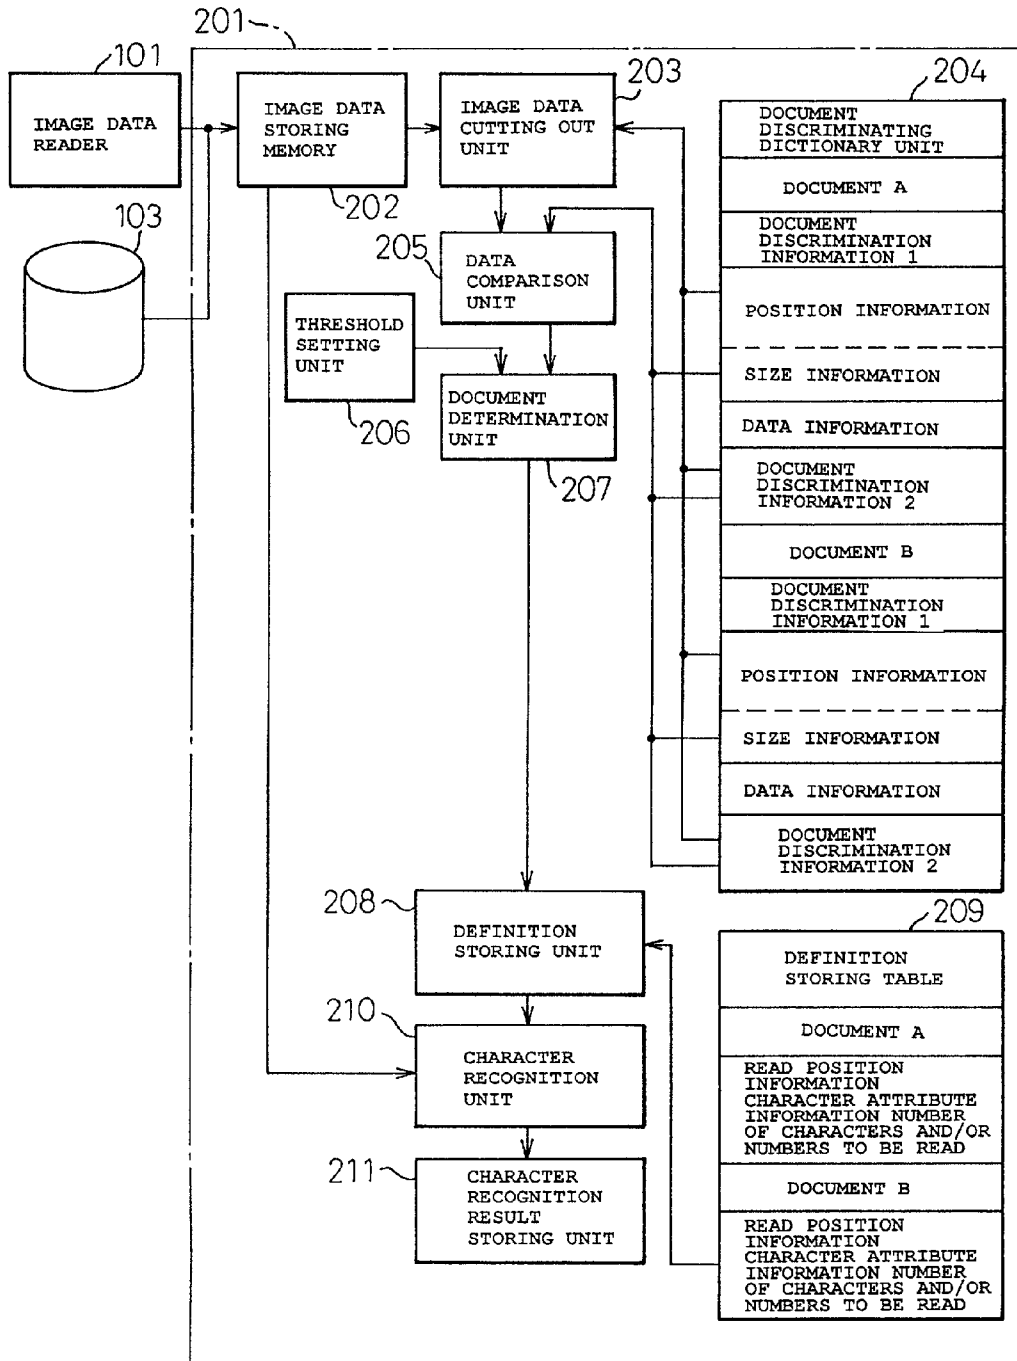 201
101
IMAGE DATA
READER
103
IMAGE DATA
STORING
MEMORY
202
203
IMAGE DATA
CUTTING OUT
UNIT
205
DATA
COMPARISON
UNIT
THRESHOLD
SETTING
UNIT
206
DOCUMENT
DETERMINATION
UNIT
207
204
DOCUMENT
DISCRIMINATING
DICTIONARY UNIT
DOCUMENT A
DOCUMENT
DISCRIMINATION
INFORMATION 1
POSITION INFORMATION
SIZE INFORMATION
DATA INFORMATION
DOCUMENT
DISCRIMINATION
INFORMATION 2
DOCUMENT B
DOCUMENT
DISCRIMINATION
INFORMATION 1
POSITION INFORMATION
SIZE INFORMATION
DATA INFORMATION
DOCUMENT
DISCRIMINATION
INFORMATION 2
208
DEFINITION
STORING UNIT
210
CHARACTER
RECOGNITION
UNIT
211
CHARACTER
RECOGNITION
RESULT
STORING UNIT
209
DEFINITION
STORING TABLE
DOCUMENT A
READ POSITION
INFORMATION
CHARACTER ATTRIBUTE
INFORMATION NUMBER
OF CHARACTERS AND/OR
NUMBERS TO BE READ
DOCUMENT B
READ POSITION
INFORMATION
CHARACTER ATTRIBUTE
INFORMATION NUMBER
OF CHARACTERS AND/OR
NUMBERS TO BE READ